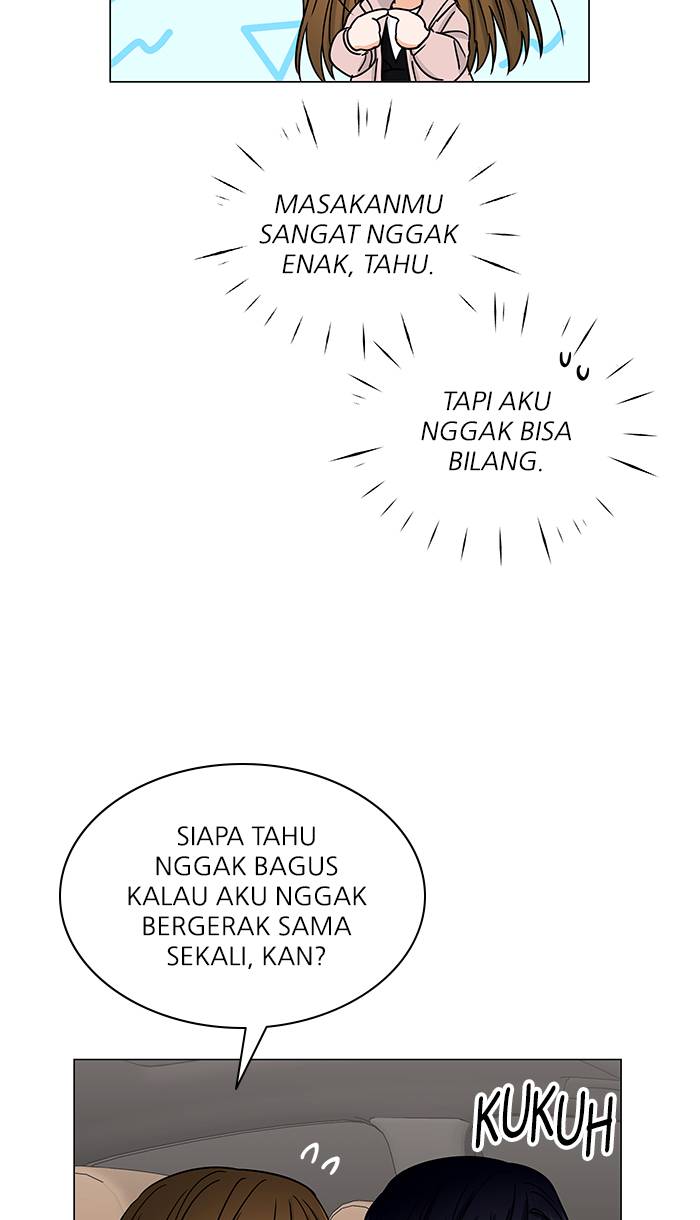 MASAKANMU
SANGAT NGGAK
ENAK, TAHU.
TAPI AKU
NGGAK BISA
BILANG.
SIAPA TAHU
NGGAK BAGUS
KALAU AKU NGGAK
BERGERAK SAMA
SEKALI, KAN?
KUKUH